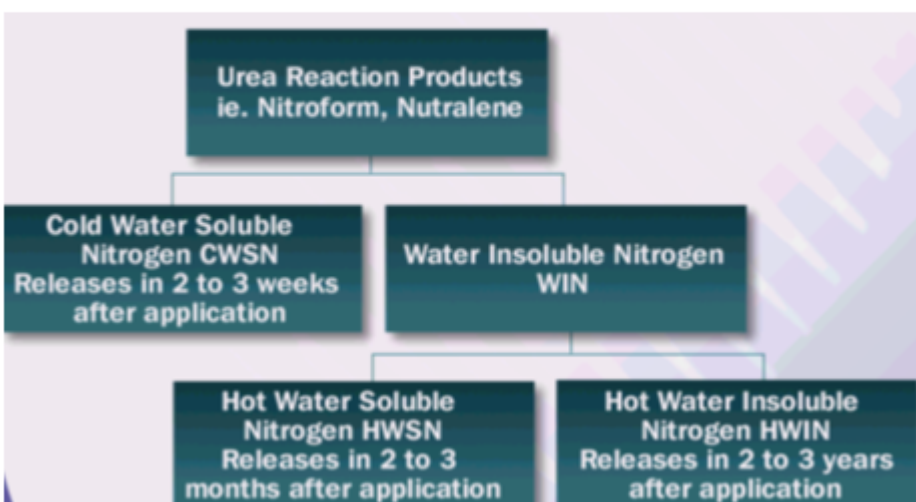 Urea Reaction Products
ie. Nitroform, Nutralene
Cold Water Soluble
Nitrogen CWSN
Releases in 2 to 3 weeks
after application
Water Insoluble Nitrogen
WIN
Hot Water Soluble
Nitrogen HWSN
Releases in 2 to 3
months after application
Hot Water Insoluble
Nitrogen HWIN
Releases in 2 to 3 years
after application